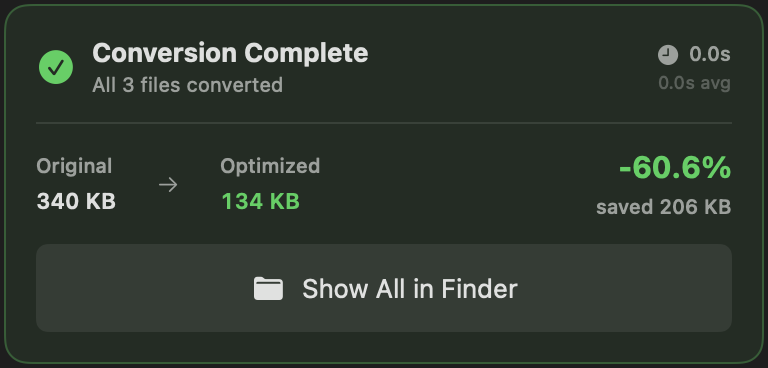 Conversion Complete
All 3 files converted
0.0s
0.0s avg
Original
340 KB
→
Optimized
134 KB
-60.6%
saved 206 KB
Show All in Finder